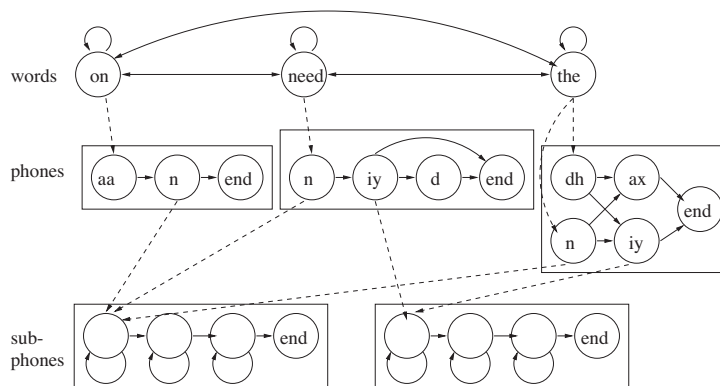 words on need the
phones aa n end n iy d end dh ax end
n iy
sub-
phones end end